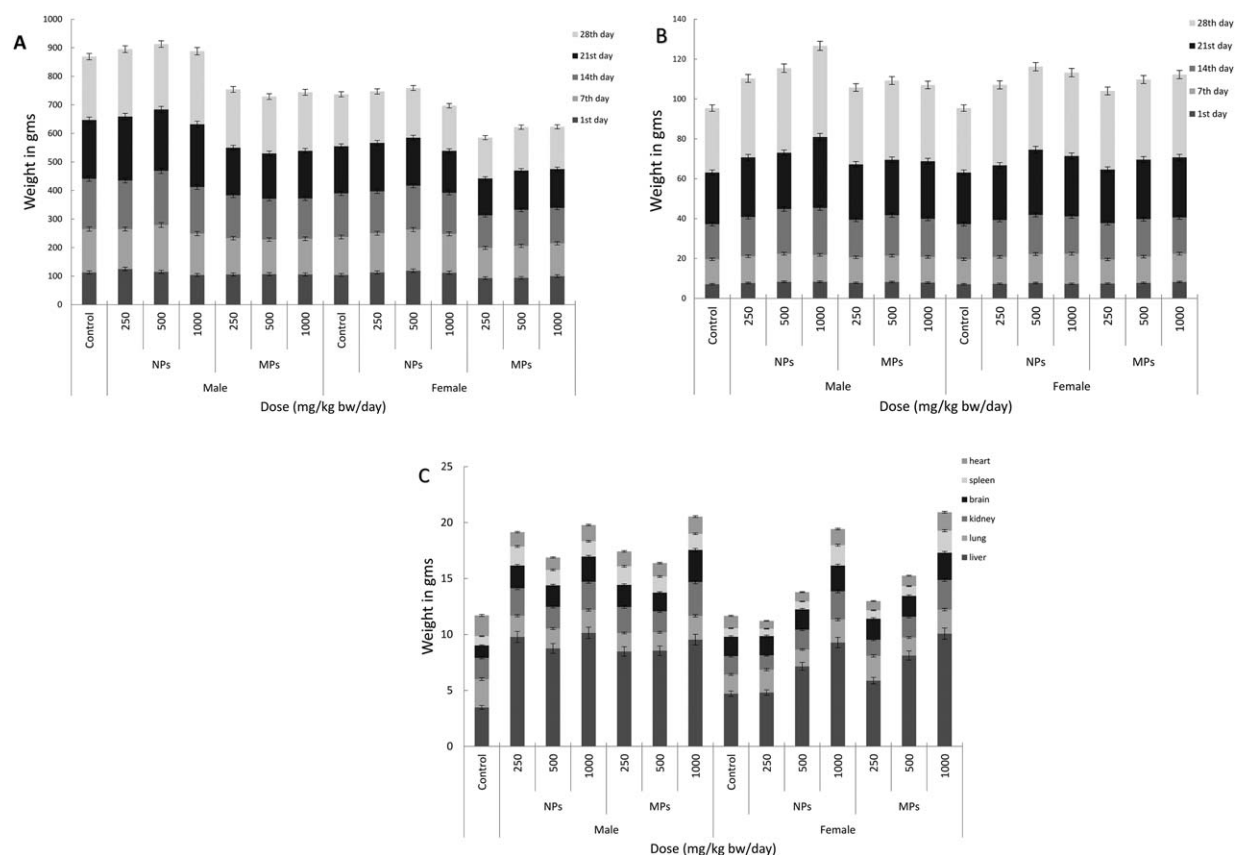 A
Weight in gms
1000
900
800
700
600
500
400
300
200
100
0
28th day
21st day
14th day
7th day
1st day
Control 250 500 1000 250 500 1000 Control 250 500 1000 250 500 1000
NPs MPs NPs MPs
Male Female
Dose (mg/kg bw/day)
B
Weight in gms
140
120
100
80
60
40
20
0
28th day
21st day
14th day
7th day
1st day
Control 250 500 1000 250 500 1000 Control 250 500 1000 250 500 1000
NPs MPs NPs MPs
Male Female
Dose (mg/kg bw/day)
C
Weight in gms
25
20
15
10
5
0
heart
spleen
brain
kidney
lung
liver
Control 250 500 1000 250 500 1000 Control 250 500 1000 250 500 1000
NPs MPs NPs MPs
Male Female
Dose (mg/kg bw/day)